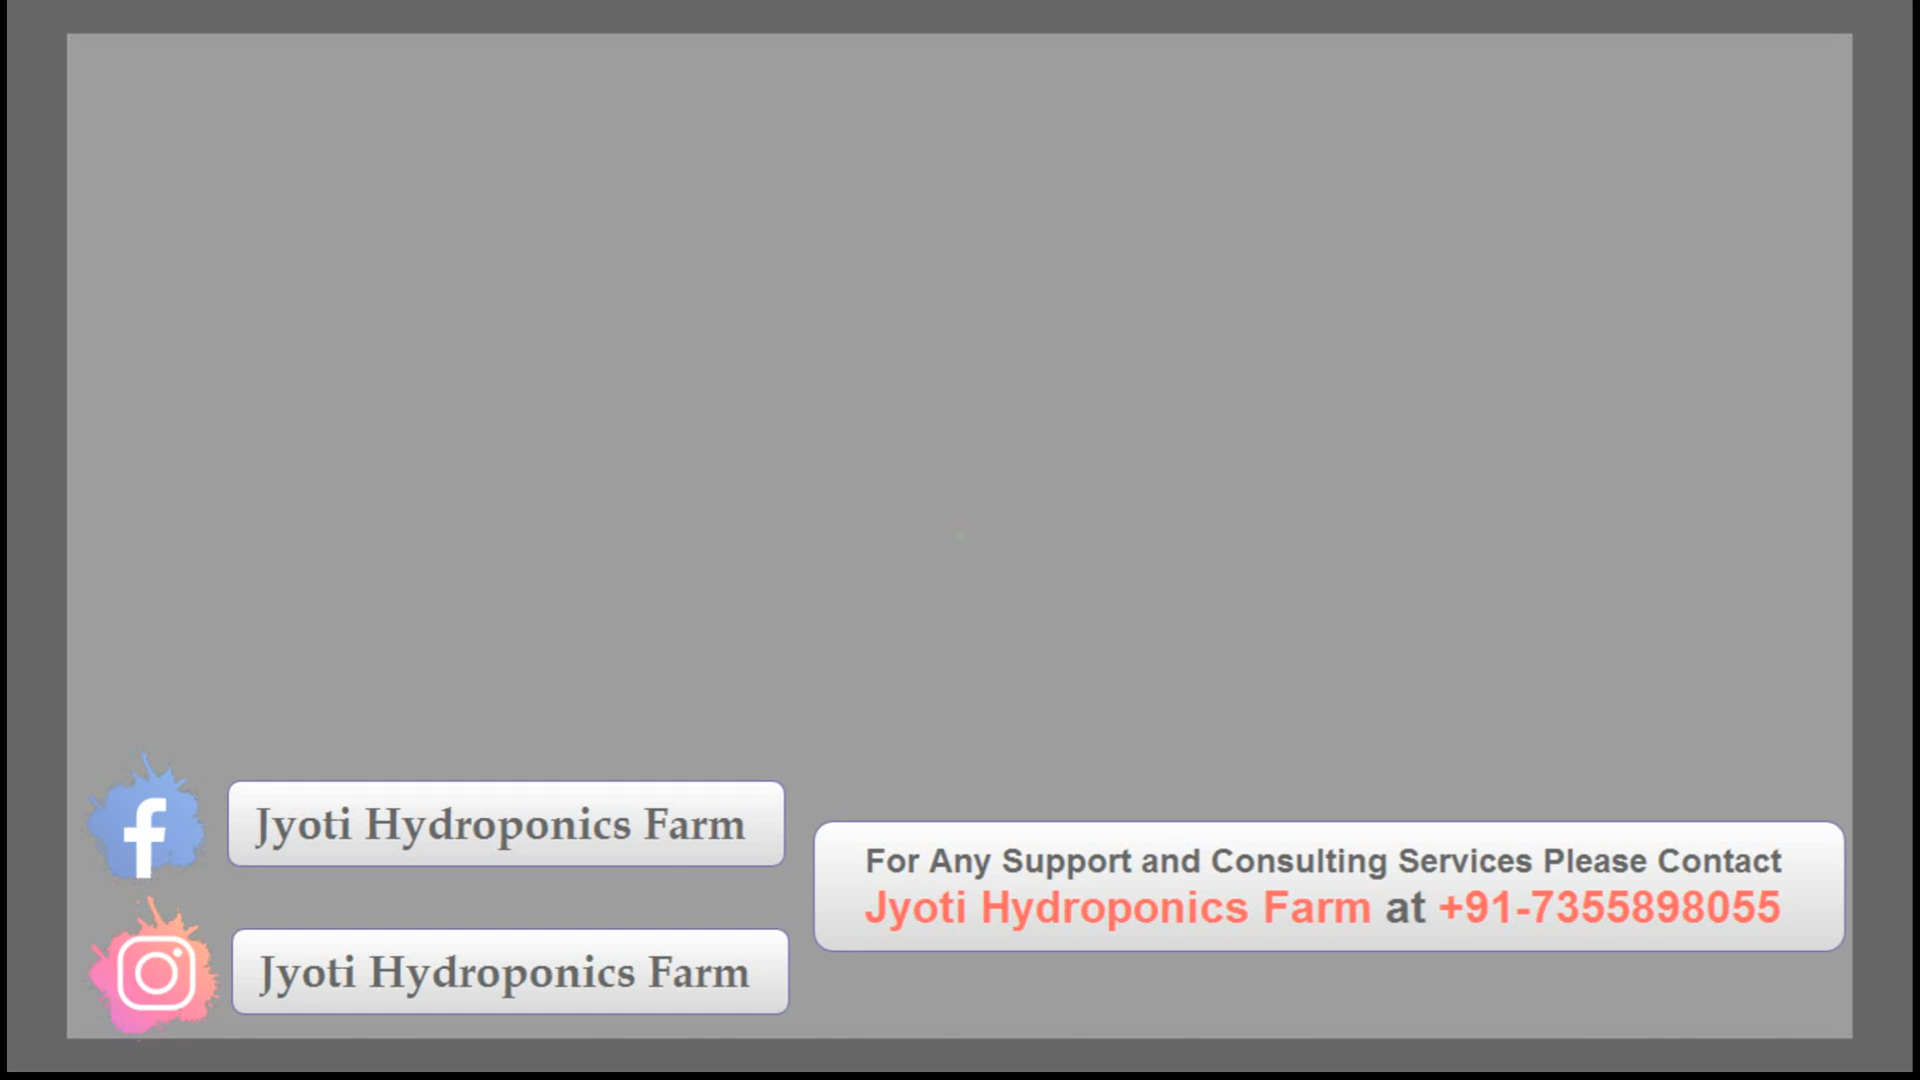 Jyoti Hydroponics Farm
Jyoti Hydroponics Farm
For Any Support and Consulting Services Please Contact
Jyoti Hydroponics Farm at +91-7355898055